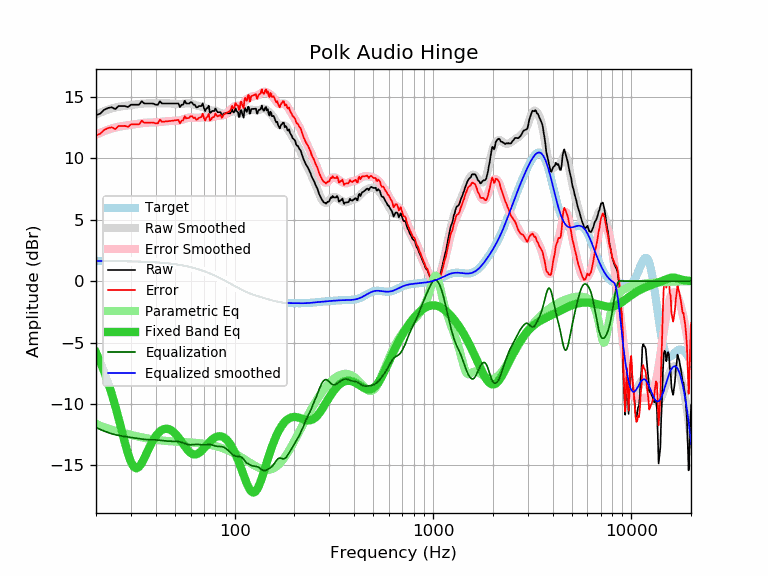 Polk Audio Hinge
15
10
5
0
−5
−10
−15
Amplitude (dBr)
Target
Raw Smoothed
Error Smoothed
Raw
Error
Parametric Eq
Fixed Band Eq
Equalization
Equalized smoothed
100
1000
10000
Frequency (Hz)